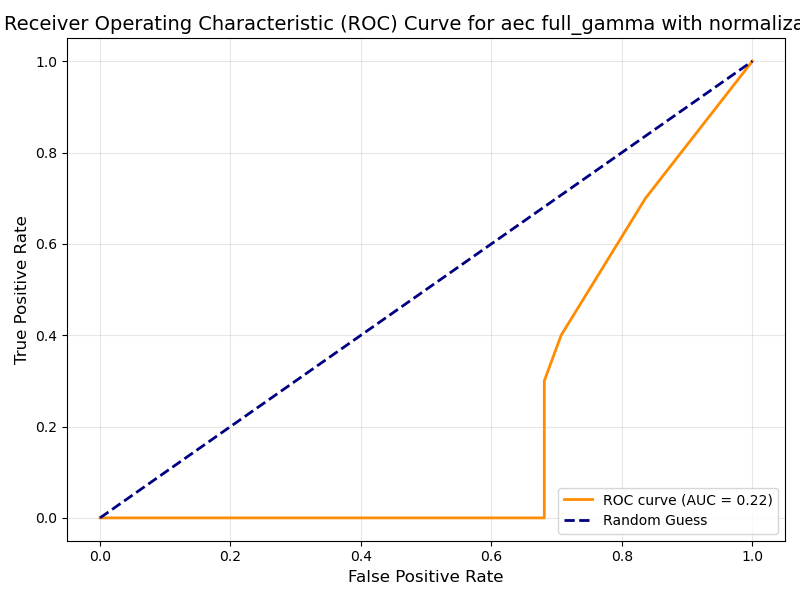 Receiver Operating Characteristic (ROC) Curve for aec full_gamma with normaliza
1.0
0.8
0.6
0.4
0.2
0.0
True Positive Rate
0.0 0.2 0.4 0.6 0.8 1.0
False Positive Rate
ROC curve (AUC = 0.22)
Random Guess